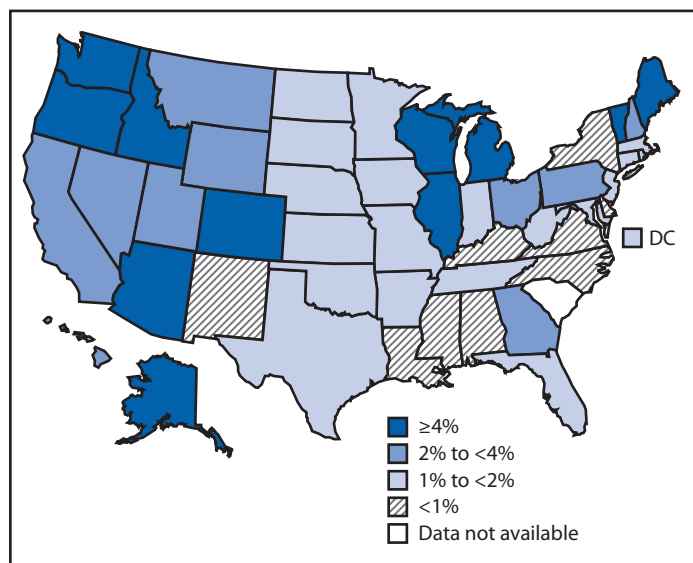 DC
≥4%
2% to <4%
1% to <2%
<1%
Data not available